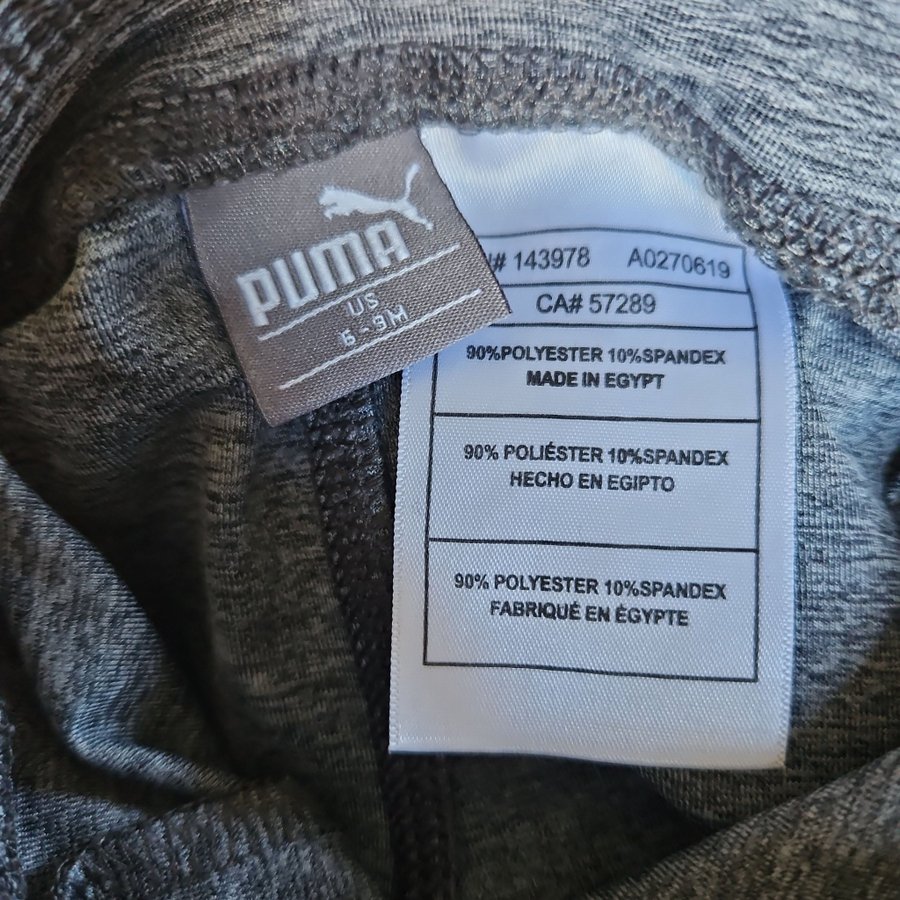 PUMA
US
6-9M
# 143978 A0270619
CA# 57289
90%POLYESTER 10%SPANDEX
MADE IN EGYPT
90% POLIÉSTER 10%SPANDEX
HECHO EN EGIPTO
90% POLYESTER 10%SPANDEX
FABRIQUÉ EN ÉGYPTE